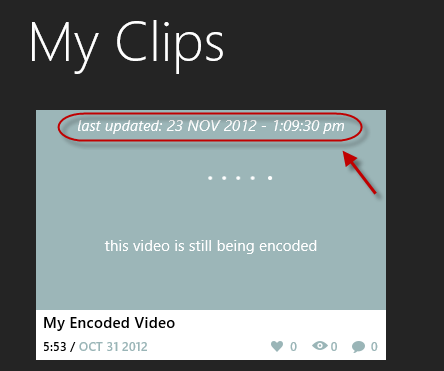 My Clips
last updated: 23 NOV 2012 - 1:09:30 pm
this video is still being encoded
My Encoded Video
5:53 / OCT 31 2012 0 0 0